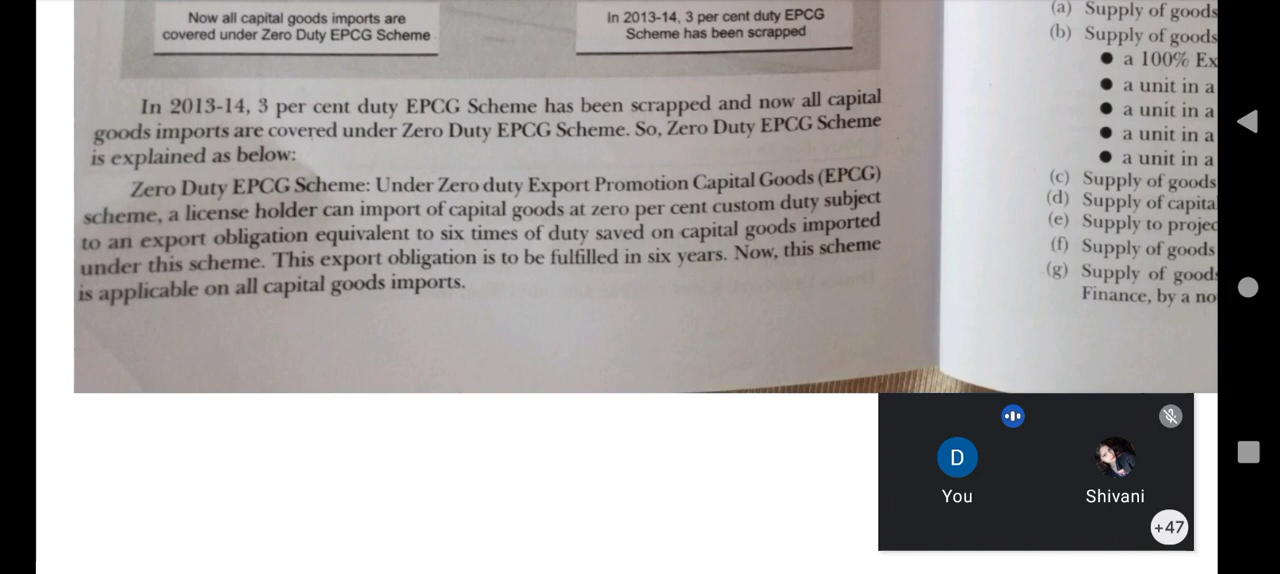 Now all capital goods imports are
covered under Zero Duty EPCG Scheme
In 2013-14, 3 per cent duty EPCG
Scheme has been scrapped
In 2013-14, 3 per cent duty EPCG Scheme has been scrapped and now all capital
goods imports are covered under Zero Duty EPCG Scheme. So, Zero Duty EPCG Scheme
is explained as below:
Zero Duty EPCG Scheme: Under Zero duty Export Promotion Capital Goods (EPCG)
scheme, a license holder can import of capital goods at zero per cent custom duty subject
to an export obligation equivalent to six times of duty saved on capital goods imported
under this scheme. This export obligation is to be fulfilled in six years. Now, this scheme
is applicable on all capital goods imports.
(a) Supply of goods
(b) Supply of goods
• a 100% Ex
• a unit in a
• a unit in a
• a unit in a
• a unit in a
(c) Supply of goods
(d) Supply of capita
(e) Supply to projec
(f) Supply of goods
(g) Supply of goods
Finance, by a no
D
You
Shivani
+47